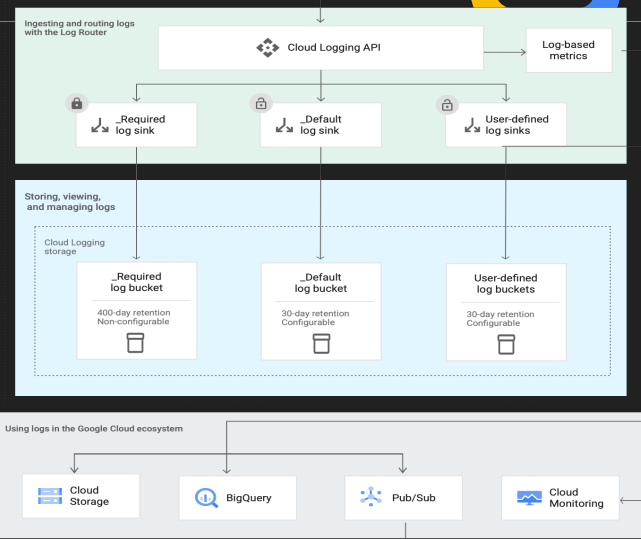 Ingesting and routing logs
with the Log Router
Cloud Logging API
Log-based
metrics
_Required
log sink
_Default
log sink
User-defined
log sinks
Storing, viewing,
and managing logs
Cloud Logging
storage
_Required
log bucket
400-day retention
Non-configurable
_Default
log bucket
30-day retention
Configurable
User-defined
log buckets
30-day retention
Configurable
Using logs in the Google Cloud ecosystem
Cloud
Storage
BigQuery
Pub/Sub
Cloud
Monitoring